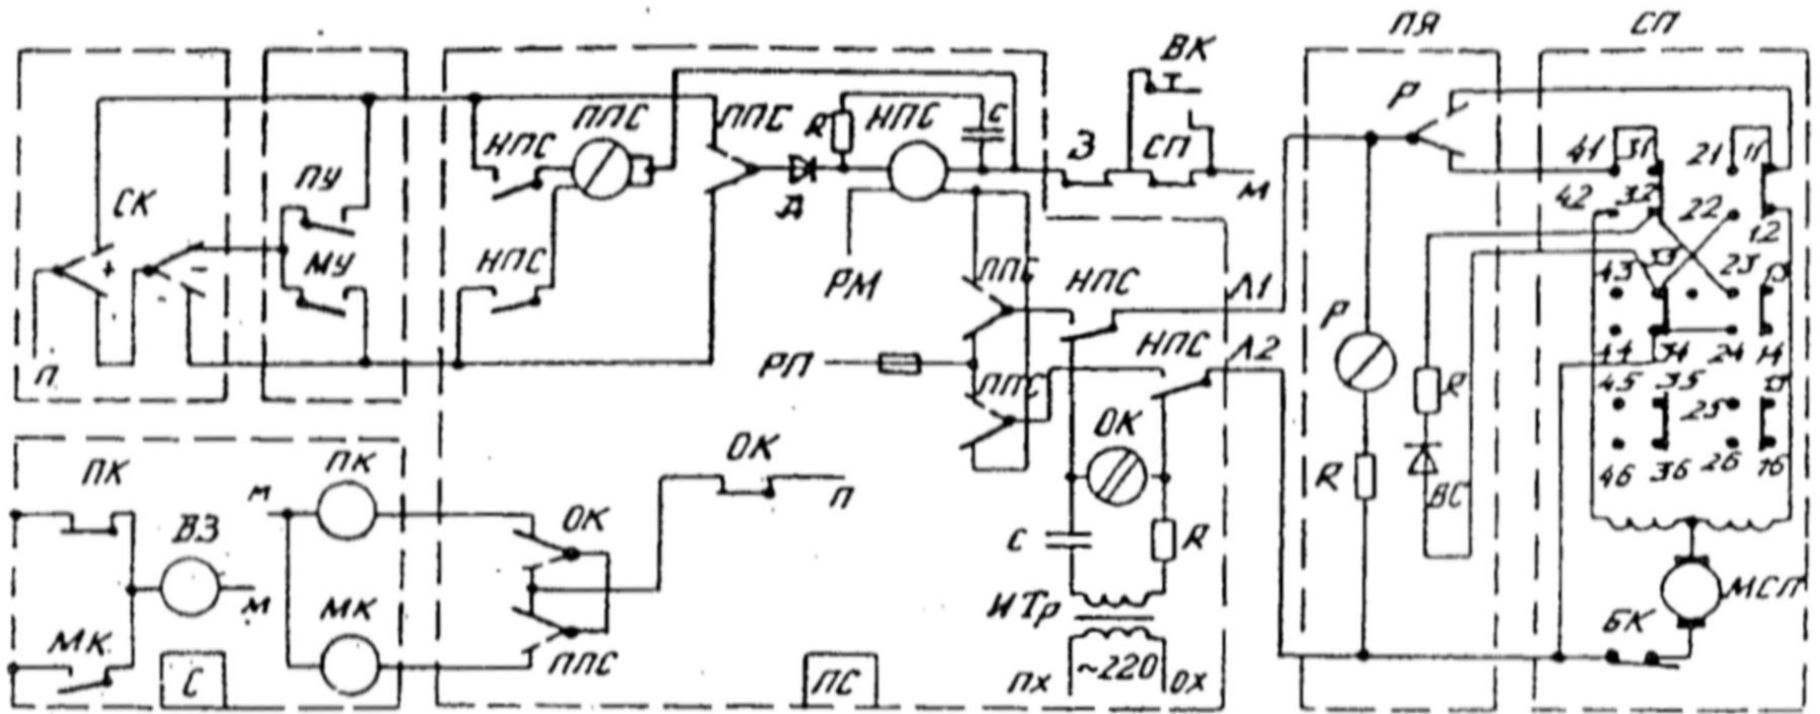 ПЯ
СП
ВК
Р
НПС
ППС
ППС
R
НПС
С
З
СП
М
41
31
21
11
ПУ
СК
42
32
22
12
+
−
МУ
НПС
Д
РМ
ППС
НПС
Л1
43
33
23
13
П
РП
НПС
Л2
Р
44
34
24
14
ППС
R
45
35
25
15
ОК
ОК
ПК
ПК
М
П
R
ВС
46
36
26
16
ВЗ
ОК
С
R
М
МК
ИТр
МСП
МК
С
ППС
ПС
ПХ
~220
ОХ
БК